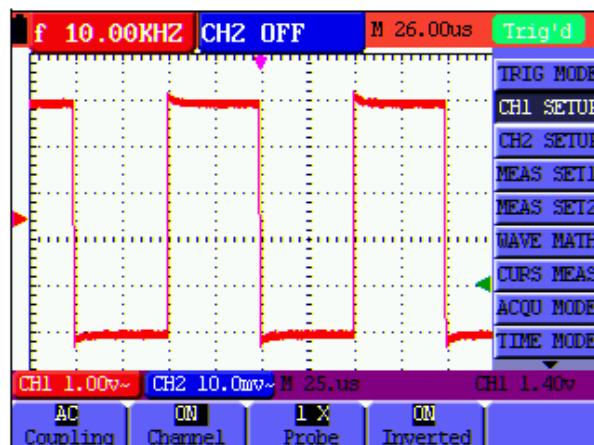 f 10.00KHZ CH2 OFF M 26.00us Trig'd
TRIG MODE
CH1 SETUP
CH2 SETUP
MEAS SET1
MEAS SET2
WAVE MATH
CURS MEAS
ACQU MODE
TIME MODE
CH1 1.00v~ CH2 10.0mv~ M 25.us CH1 1.40v
AC ON 1 X ON
Coupling Channel Probe Inverted